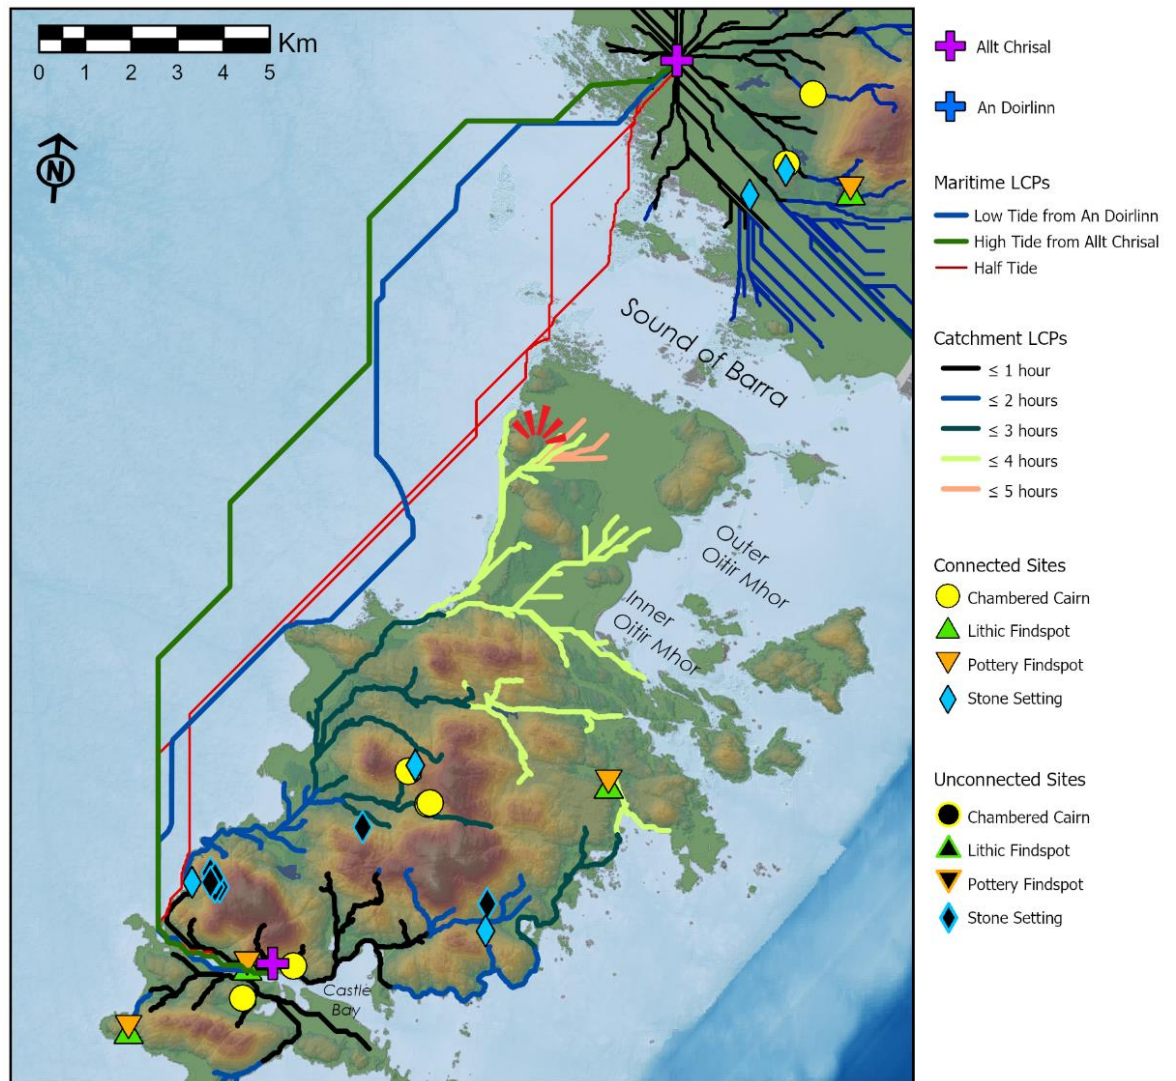 Km
0 1 2 3 4 5
N
Sound of Barra
Outer
Oitir Mhor
Inner
Oitir Mhor
Castle
Bay
Allt Chrisal
An Doirlinn
Maritime LCPs
Low Tide from An Doirlinn
High Tide from Allt Chrisal
Half Tide
Catchment LCPs
≤ 1 hour
≤ 2 hours
≤ 3 hours
≤ 4 hours
≤ 5 hours
Connected Sites
Chambered Cairn
Lithic Findspot
Pottery Findspot
Stone Setting
Unconnected Sites
Chambered Cairn
Lithic Findspot
Pottery Findspot
Stone Setting